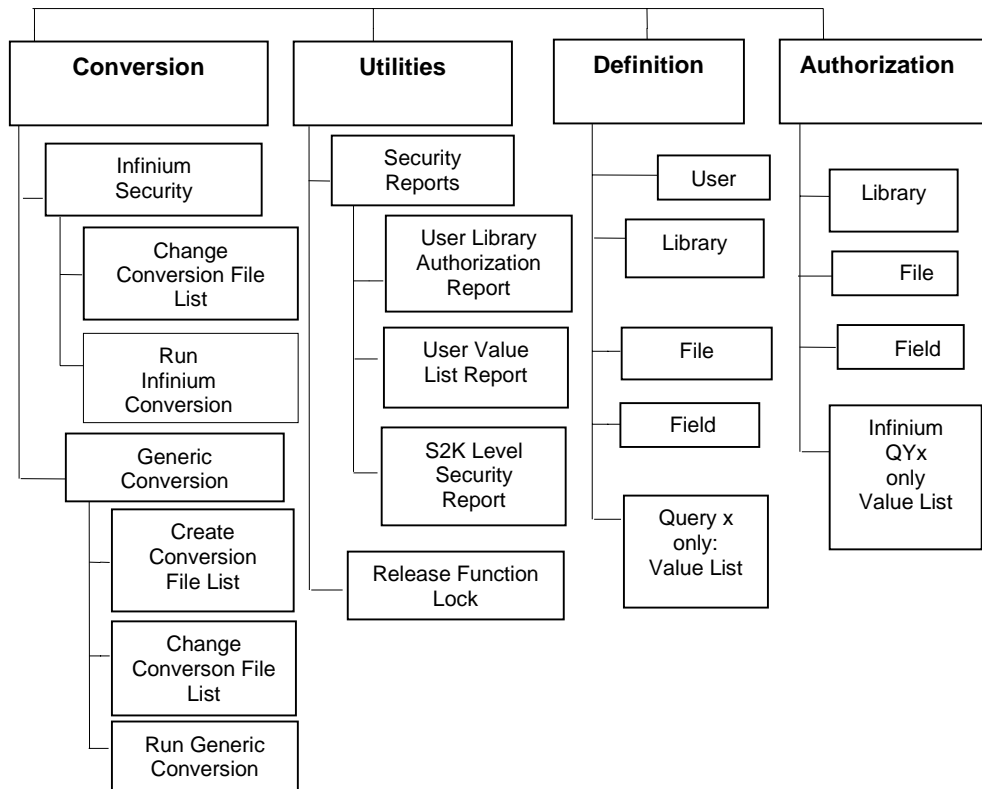 Conversion
Infinium
Security
Change
Conversion File
List
Run
Infinium
Conversion
Generic
Conversion
Create
Conversion
File List
Change
Converson File
List
Run Generic
Conversion
Utilities
Security
Reports
User Library
Authorization
Report
User Value
List Report
S2K Level
Security
Report
Release Function
Lock
Definition
User
Library
File
Field
Query x
only:
Value List
Authorization
Library
File
Field
Infinium
QYx
only
Value List